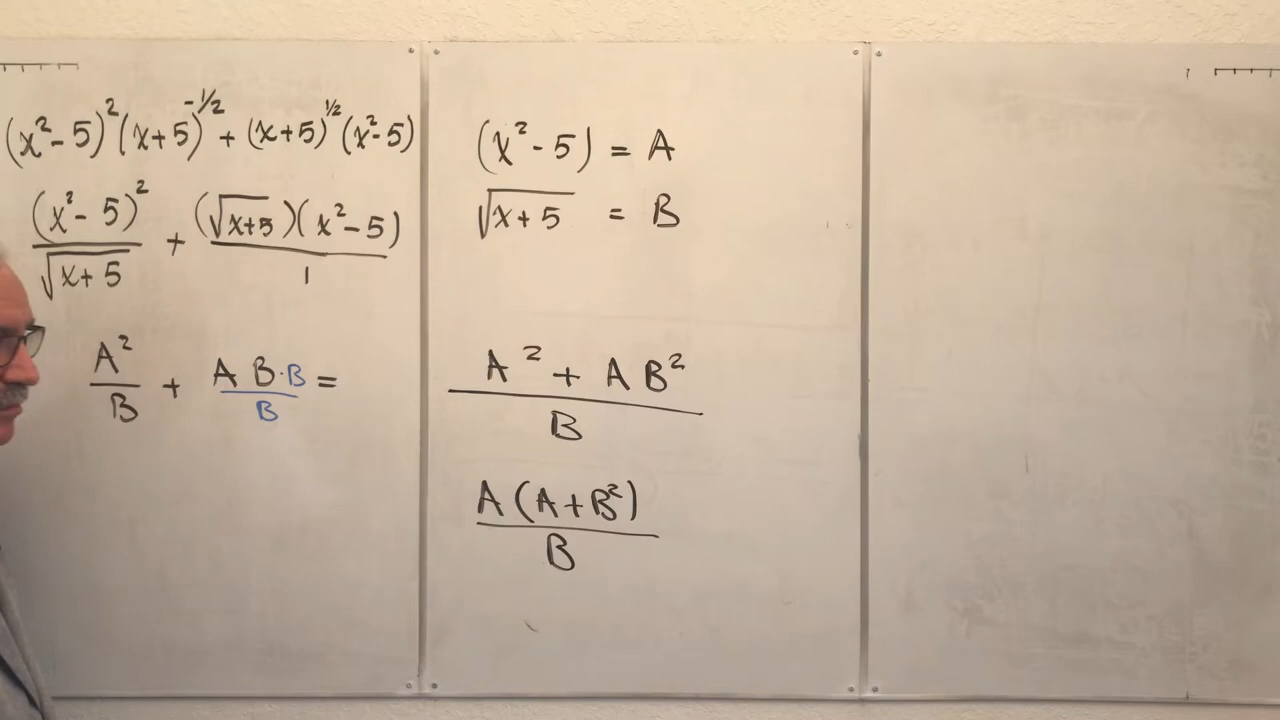 (x²-5)²(x+5)^-1/2 + (x+5)^1/2 (x²-5)
(x²-5)² / √(x+5) + (√(x+5))(x²-5) / 1
A²/B + A B·B/B =
(x²-5) = A
√(x+5) = B
A² + A B² / B
A(A+B²) / B